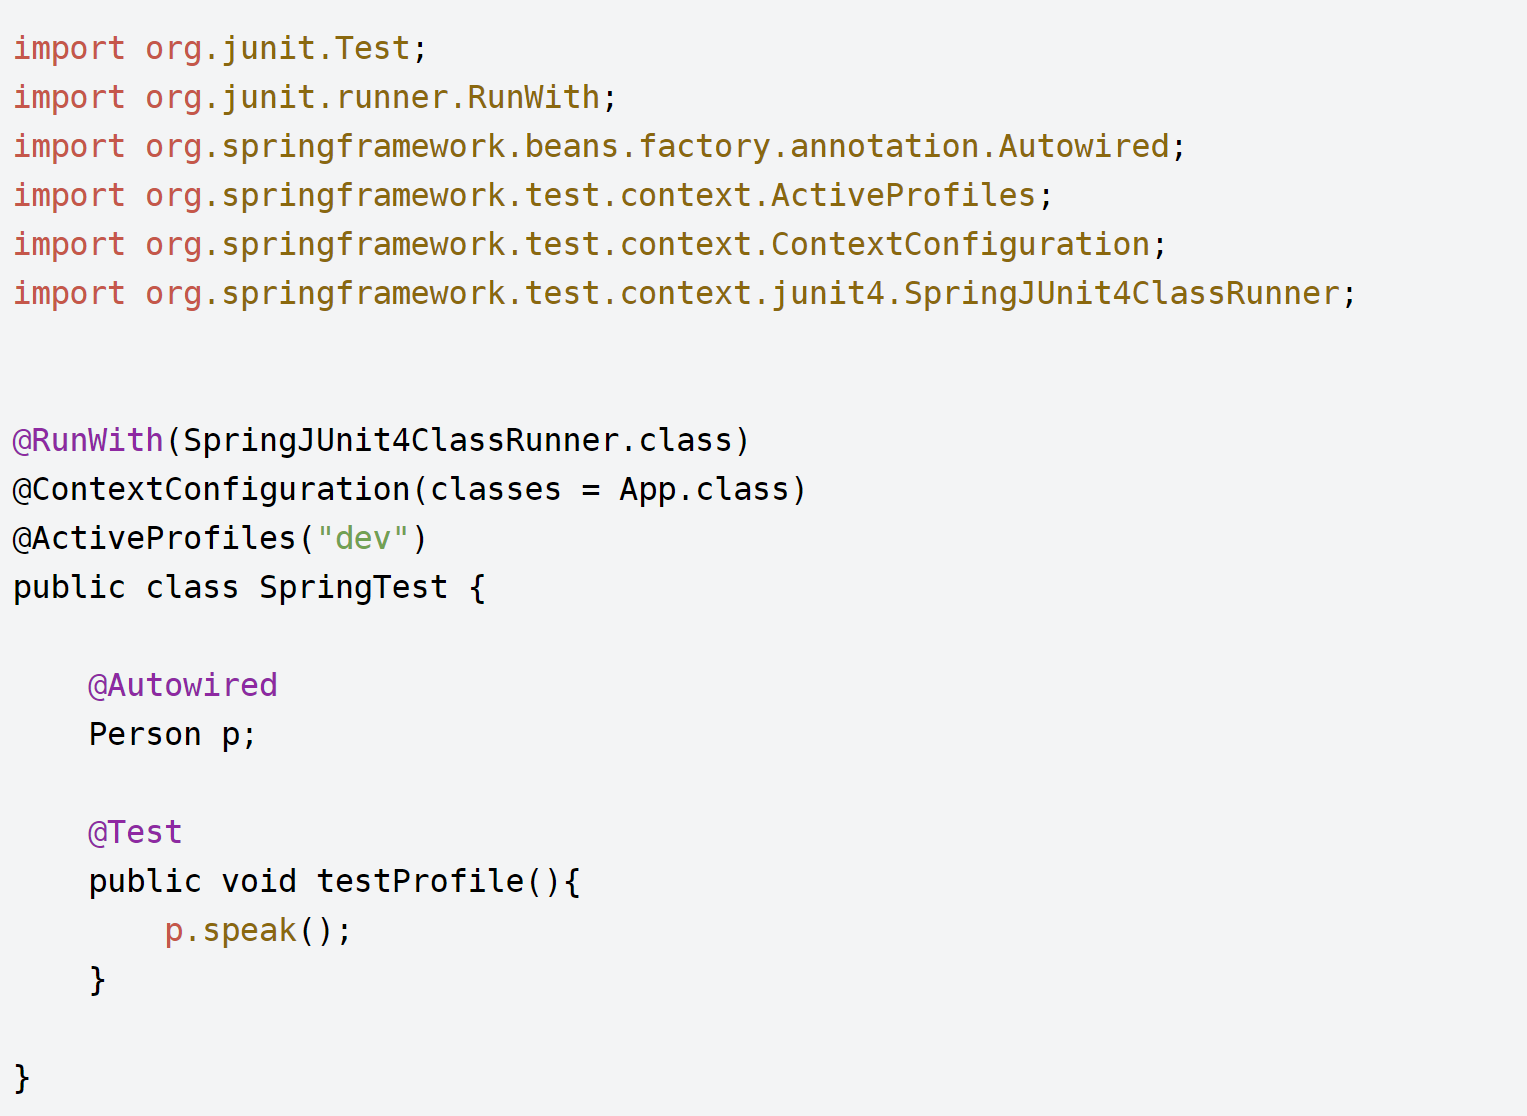 import org.junit.Test;
import org.junit.runner.RunWith;
import org.springframework.beans.factory.annotation.Autowired;
import org.springframework.test.context.ActiveProfiles;
import org.springframework.test.context.ContextConfiguration;
import org.springframework.test.context.junit4.SpringJUnit4ClassRunner;
@RunWith(SpringJUnit4ClassRunner.class)
@ContextConfiguration(classes = App.class)
@ActiveProfiles("dev")
public class SpringTest {
    @Autowired
    Person p;
    @Test
    public void testProfile(){
        p.speak();
    }
}